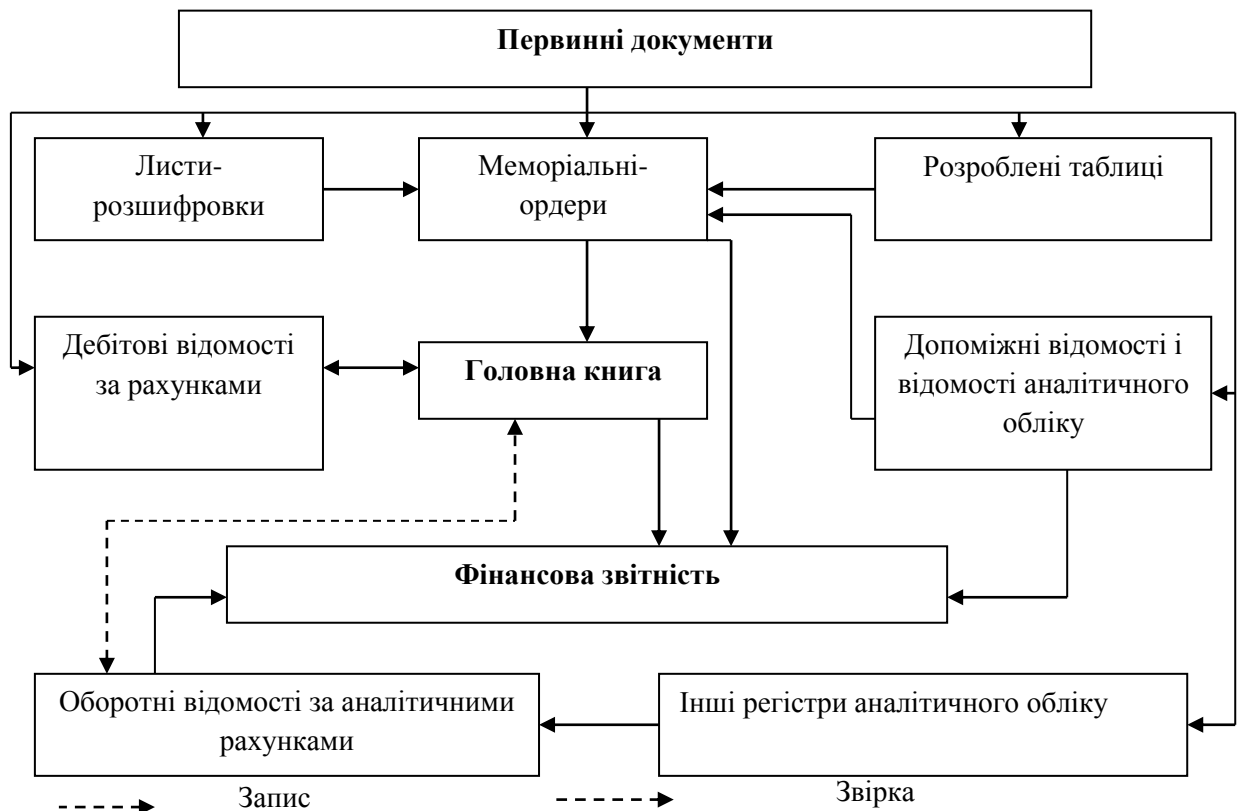 Первинні документи
Листи-
розшифровки
Меморіальні-
ордери
Розроблені таблиці
Дебітові відомості
за рахунками
Головна книга
Допоміжні відомості і
відомості аналітичного
обліку
Фінансова звітність
Оборотні відомості за аналітичними
рахунками
Інші регістри аналітичного обліку
Запис
Звірка